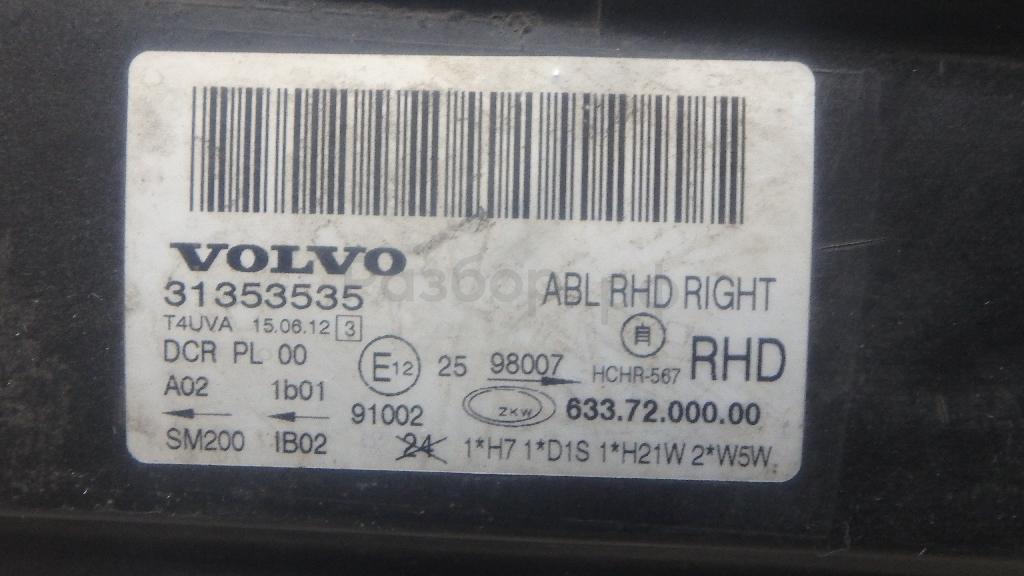 VOLVO
31353535
ABL RHD RIGHT
T4UVA 15.06.12 3
自
DCR PL 00
E12 25 98007
HCHR-567 RHD
A02 1b01
91002
ZKW 633.72.000.00
SM200 IB02
24 1*H7 1*D1S 1*H21W 2*W5W